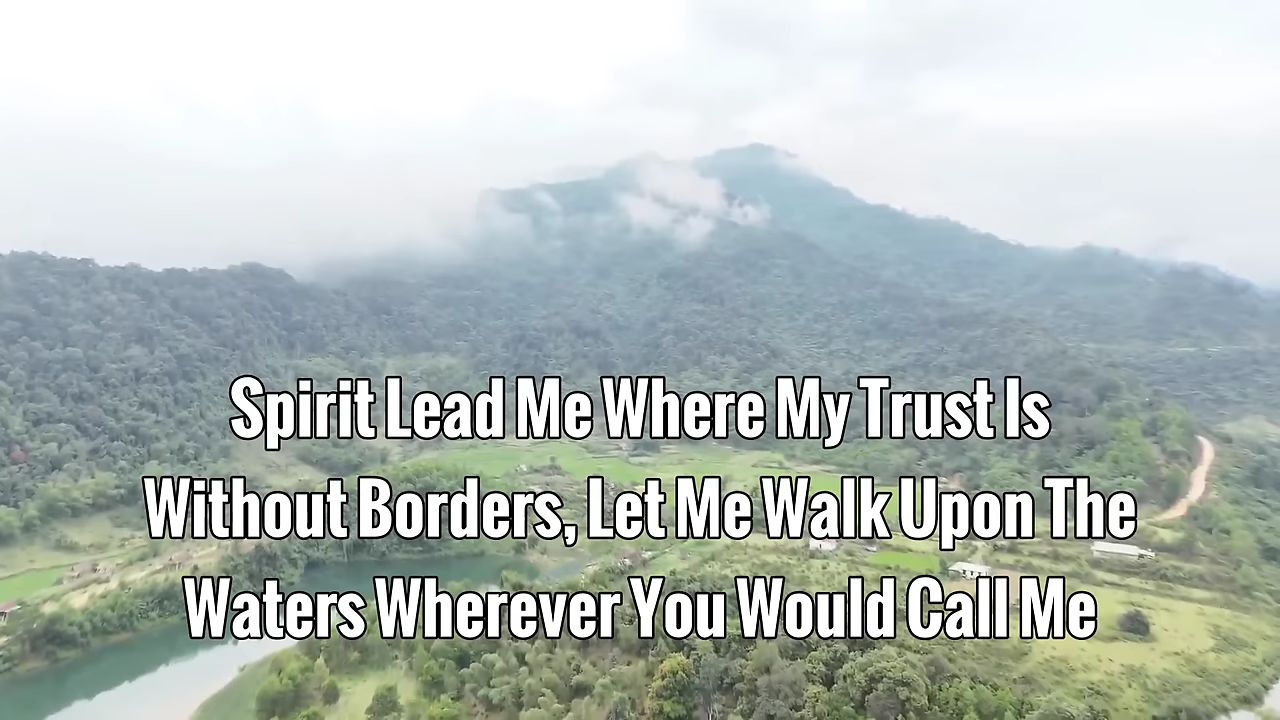 Spirit Lead Me Where My Trust Is
Without Borders, Let Me Walk Upon The
Waters Wherever You Would Call Me